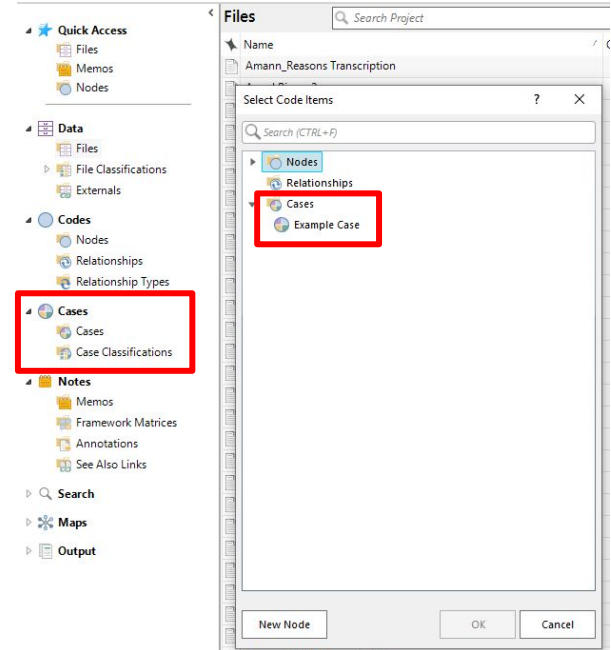 Quick Access
Files
Memos
Nodes
Data
Files
File Classifications
Externals
Codes
Nodes
Relationships
Relationship Types
Cases
Cases
Case Classifications
Notes
Memos
Framework Matrices
Annotations
See Also Links
Search
Maps
Output
Files
Search Project
Name
Amann_Reasons Transcription
Select Code Items ? ×
Search (CTRL+F)
Nodes
Relationships
Cases
Example Case
New Node OK Cancel